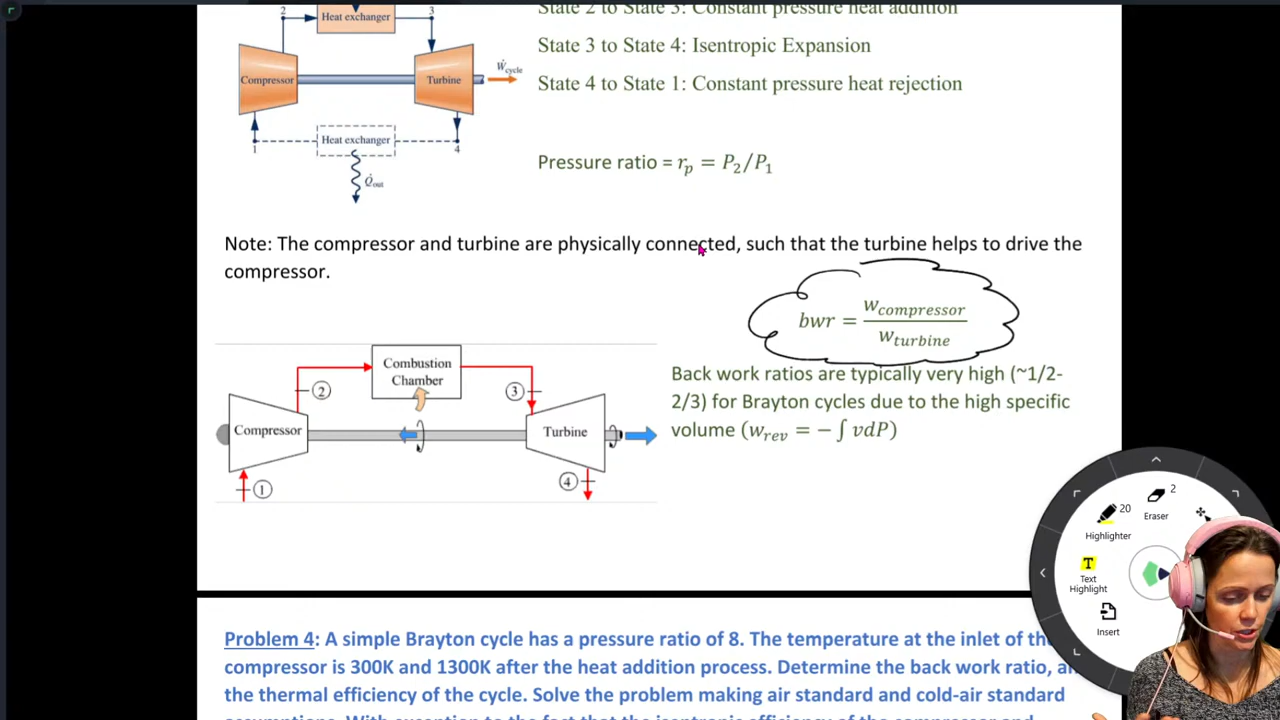 2
Heat exchanger
3
State 2 to State 3: Constant pressure heat addition
State 3 to State 4: Isentropic Expansion
Compressor
Turbine
Ẇcycle
State 4 to State 1: Constant pressure heat rejection
Heat exchanger
1
4
Pressure ratio = rₚ = P₂/P₁
Q̇out
Note: The compressor and turbine are physically connected, such that the turbine helps to drive the
compressor.
bwr = wcompressor / wturbine
Combustion
Chamber
2
3
Back work ratios are typically very high (~1/2-
2/3) for Brayton cycles due to the high specific
volume (wrev = − ∫ vdP)
Compressor
Turbine
1
4
20
Highlighter
2
Eraser
T
Text
Highlight
Insert
Problem 4: A simple Brayton cycle has a pressure ratio of 8. The temperature at the inlet of
compressor is 300K and 1300K after the heat addition process. Determine the back work ratio,
the thermal efficiency of the cycle. Solve the problem making air standard and cold-air standard